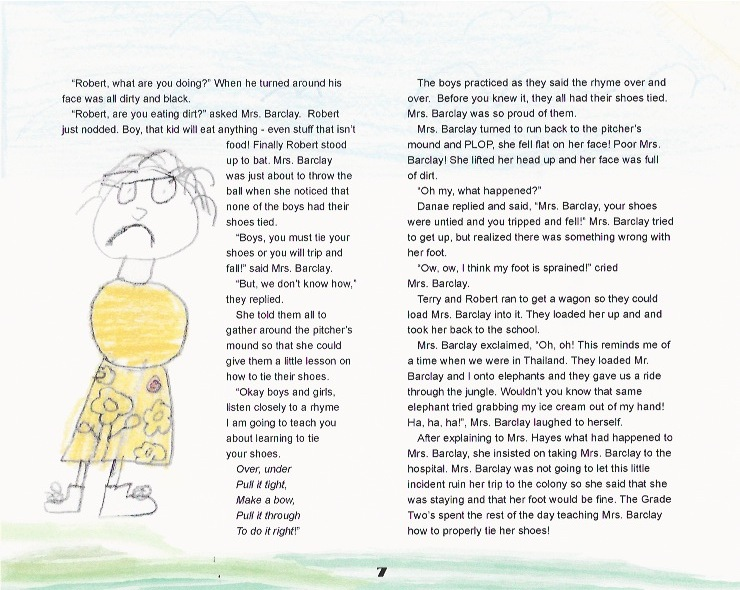 "Robert, what are you doing?" When he turned around his
face was all dirty and black.
"Robert, are you eating dirt?" asked Mrs. Barclay.  Robert
just nodded. Boy, that kid will eat anything - even stuff that isn't
food! Finally Robert stood
up to bat. Mrs. Barclay
was just about to throw the
ball when she noticed that
none of the boys had their
shoes tied.
"Boys, you must tie your
shoes or you will trip and
fall!" said Mrs. Barclay.
"But, we don't know how,"
they replied.
She told them all to
gather around the pitcher's
mound so that she could
give them a little lesson on
how to tie their shoes.
"Okay boys and girls,
listen closely to a rhyme
I am going to teach you
about learning to tie
your shoes.
Over, under
Pull it tight,
Make a bow,
Pull it through
To do it right!"
The boys practiced as they said the rhyme over and
over.  Before you knew it, they all had their shoes tied.
Mrs. Barclay was so proud of them.
Mrs. Barclay turned to run back to the pitcher's
mound and PLOP, she fell flat on her face! Poor Mrs.
Barclay! She lifted her head up and her face was full
of dirt.
"Oh my, what happened?"
Danae replied and said, "Mrs. Barclay, your shoes
were untied and you tripped and fell!" Mrs. Barclay tried
to get up, but realized there was something wrong with
her foot.
"Ow, ow, I think my foot is sprained!" cried
Mrs. Barclay.
Terry and Robert ran to get a wagon so they could
load Mrs. Barclay into it. They loaded her up and and
took her back to the school.
Mrs. Barclay exclaimed, "Oh, oh! This reminds me of
a time when we were in Thailand. They loaded Mr.
Barclay and I onto elephants and they gave us a ride
through the jungle. Wouldn't you know that same
elephant tried grabbing my ice cream out of my hand!
Ha, ha, ha!", Mrs. Barclay laughed to herself.
After explaining to Mrs. Hayes what had happened to
Mrs. Barclay, she insisted on taking Mrs. Barclay to the
hospital. Mrs. Barclay was not going to let this little
incident ruin her trip to the colony so she said that she
was staying and that her foot would be fine. The Grade
Two's spent the rest of the day teaching Mrs. Barclay
how to properly tie her shoes!
7